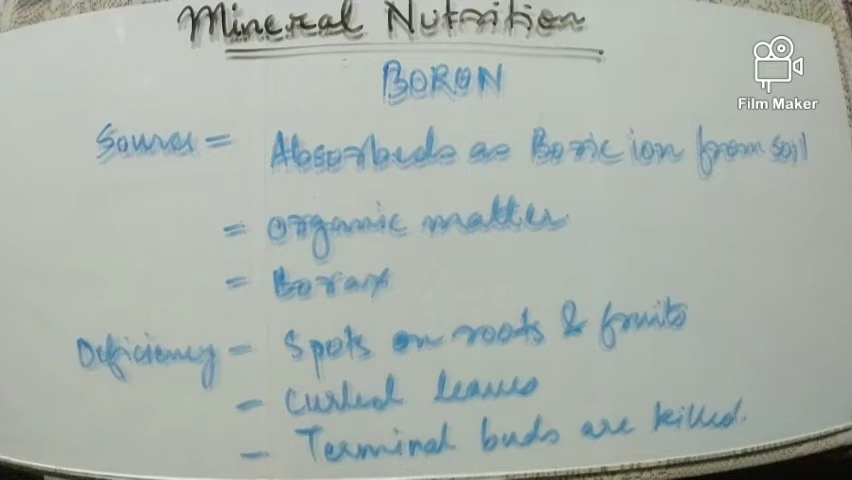 Mineral Nutrition
BORON
Film Maker
Source = Absorbeds as Boric ion from soil
= Organic matter
= Borax
Deficiency - Spots on roots & fruits
- Curled leaves
- Terminal buds are killed.